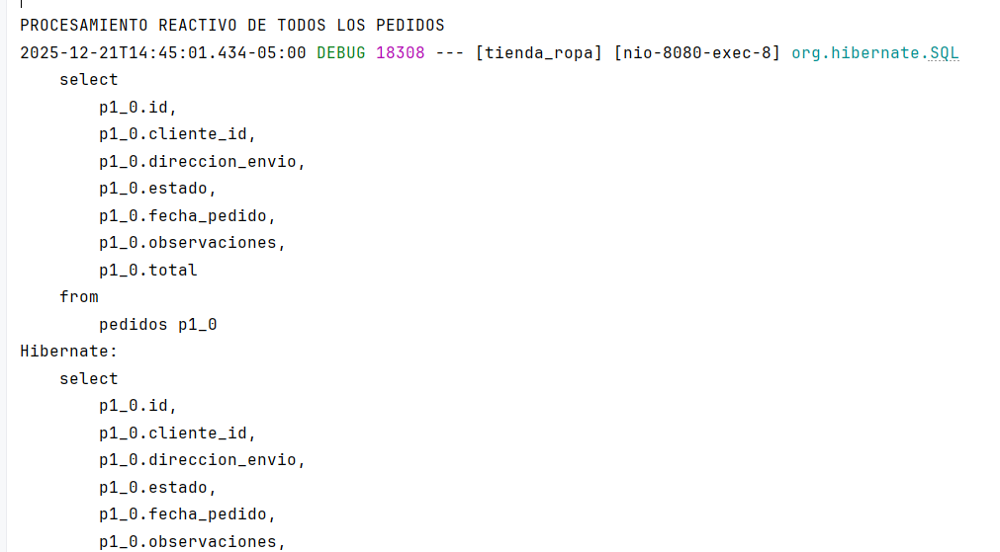 PROCESAMIENTO REACTIVO DE TODOS LOS PEDIDOS
2025-12-21T14:45:01.434-05:00 DEBUG 18308 --- [tienda_ropa] [nio-8080-exec-8] org.hibernate.SQL
    select
        p1_0.id,
        p1_0.cliente_id,
        p1_0.direccion_envio,
        p1_0.estado,
        p1_0.fecha_pedido,
        p1_0.observaciones,
        p1_0.total
    from
        pedidos p1_0
Hibernate:
    select
        p1_0.id,
        p1_0.cliente_id,
        p1_0.direccion_envio,
        p1_0.estado,
        p1_0.fecha_pedido,
        p1_0.observaciones,